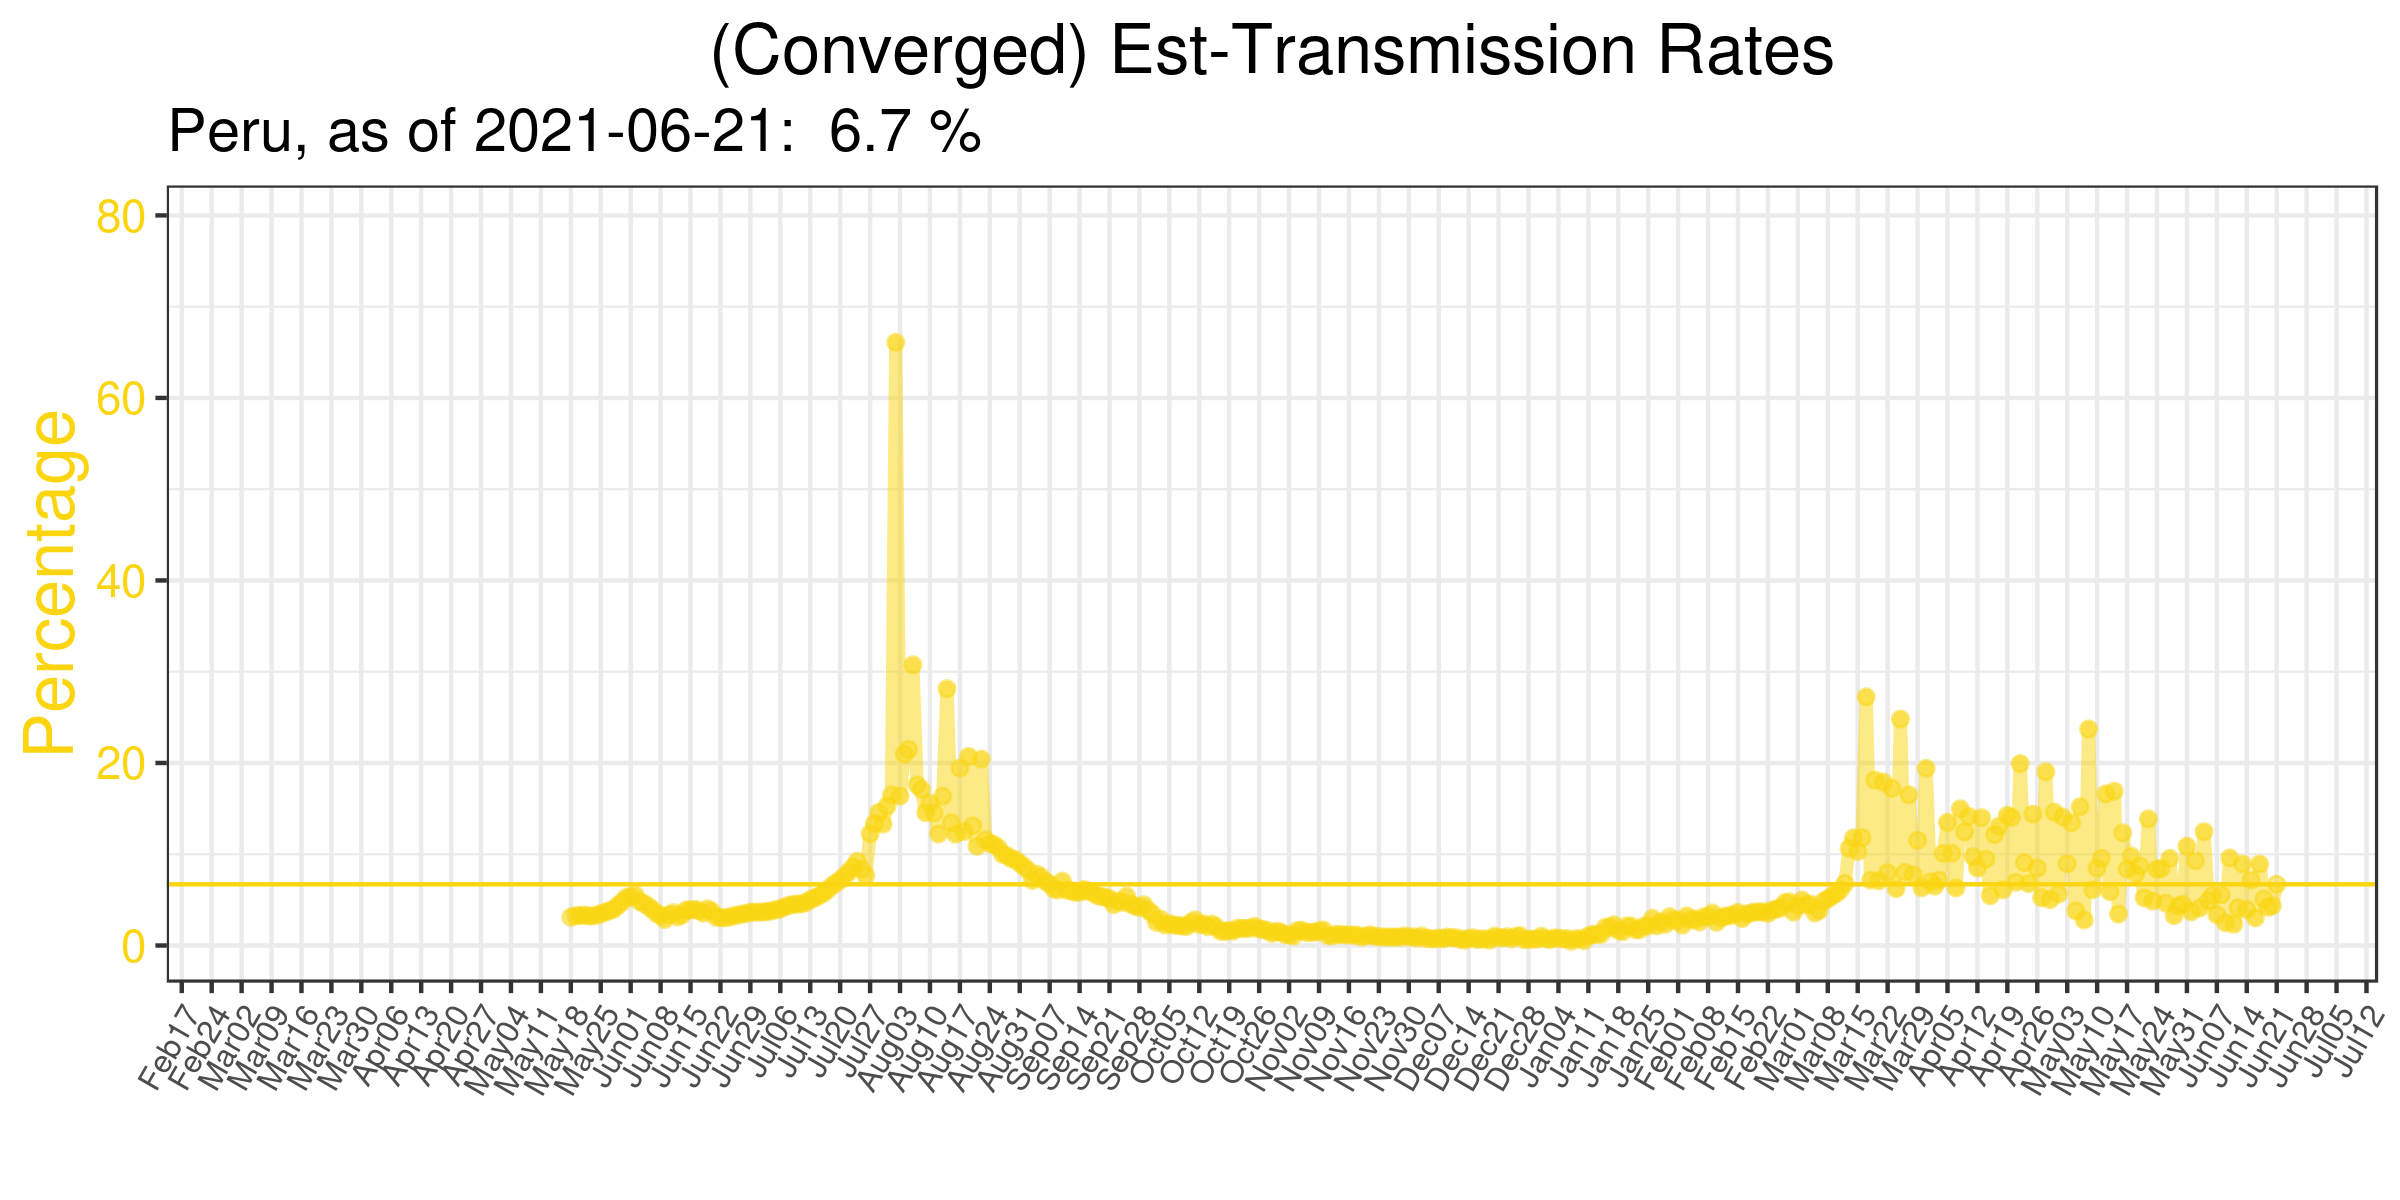 (Converged) Est-Transmission Rates
Peru, as of 2021-06-21:  6.7 %
Percentage
80
60
40
20
0
Feb17
Feb24
Mar02
Mar09
Mar16
Mar23
Mar30
Apr06
Apr13
Apr20
Apr27
May04
May11
May18
May25
Jun01
Jun08
Jun15
Jun22
Jun29
Jul06
Jul13
Jul20
Jul27
Aug03
Aug10
Aug17
Aug24
Aug31
Sep07
Sep14
Sep21
Sep28
Oct05
Oct12
Oct19
Oct26
Nov02
Nov09
Nov16
Nov23
Nov30
Dec07
Dec14
Dec21
Dec28
Jan04
Jan11
Jan18
Jan25
Feb01
Feb08
Feb15
Feb22
Mar01
Mar08
Mar15
Mar22
Mar29
Apr05
Apr12
Apr19
Apr26
May03
May10
May17
May24
May31
Jun07
Jun14
Jun21
Jun28
Jul05
Jul12